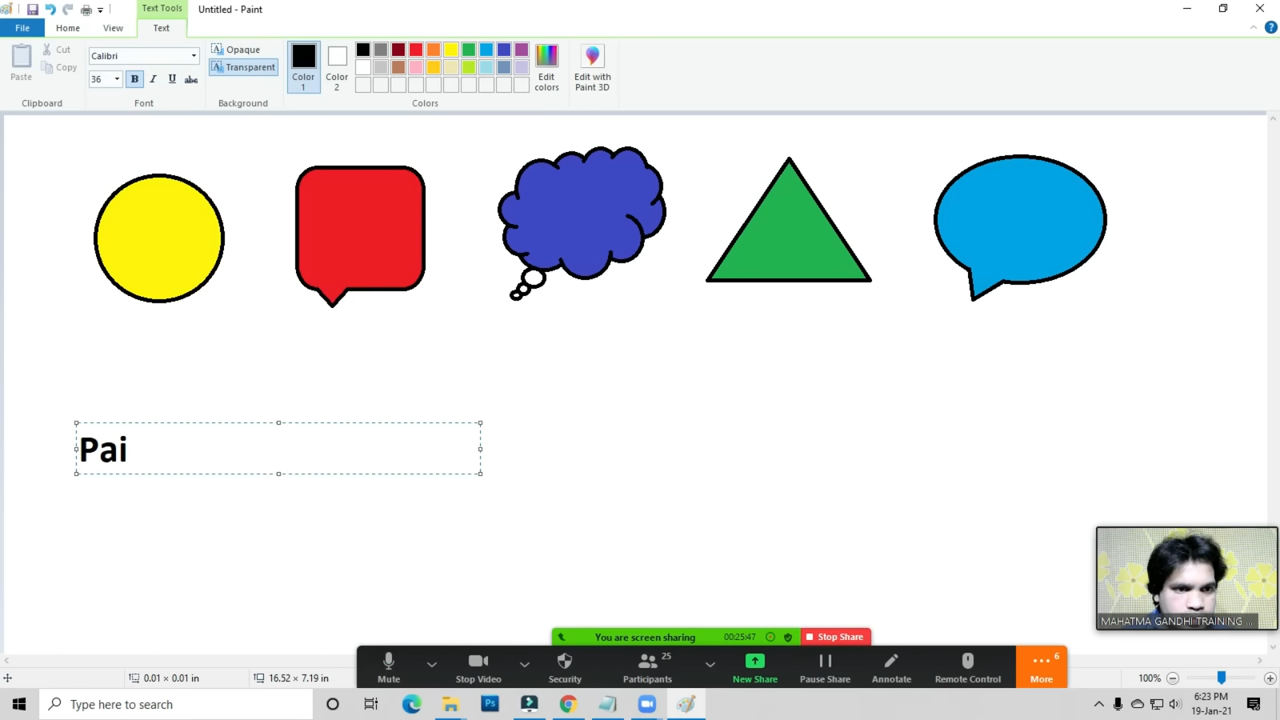 Text Tools
Untitled - Paint
File
Home
View
Text
Paste
Cut
Copy
Clipboard
Calibri
36
B
I
U
abc
Font
Opaque
Transparent
Background
Color 1
Color 2
Edit colors
Colors
Edit with Paint 3D
Pai
MAHATMA GANDHI TRAINING ...
You are screen sharing
00:25:47
Stop Share
Mute
Stop Video
Security
25
Participants
New Share
Pause Share
Annotate
Remote Control
6
More
0.01 × 0.01 in
16.52 × 7.19 in
100%
Type here to search
Ps
6:23 PM
19-Jan-21